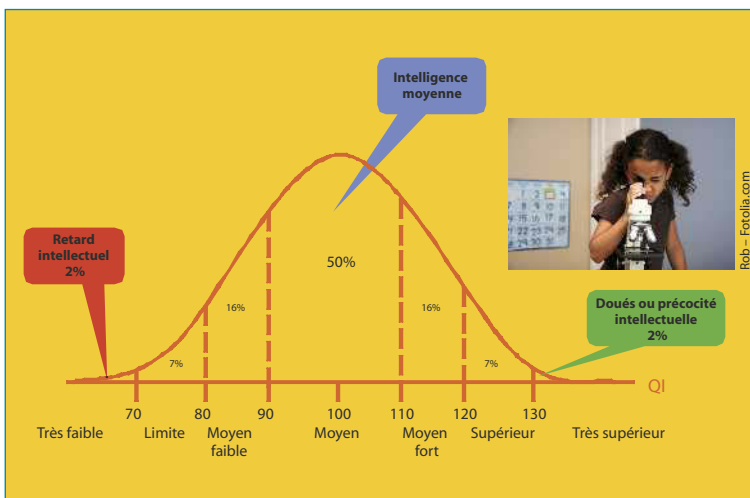 Intelligence
moyenne
Rob – Fotolia.com
Retard
intellectuel
2%
50%
16%
16%
Doués ou précocité
intellectuelle
2%
7%
7%
QI
70
80
90
100
110
120
130
Très faible
Limite
Moyen
faible
Moyen
Moyen
fort
Supérieur
Très supérieur